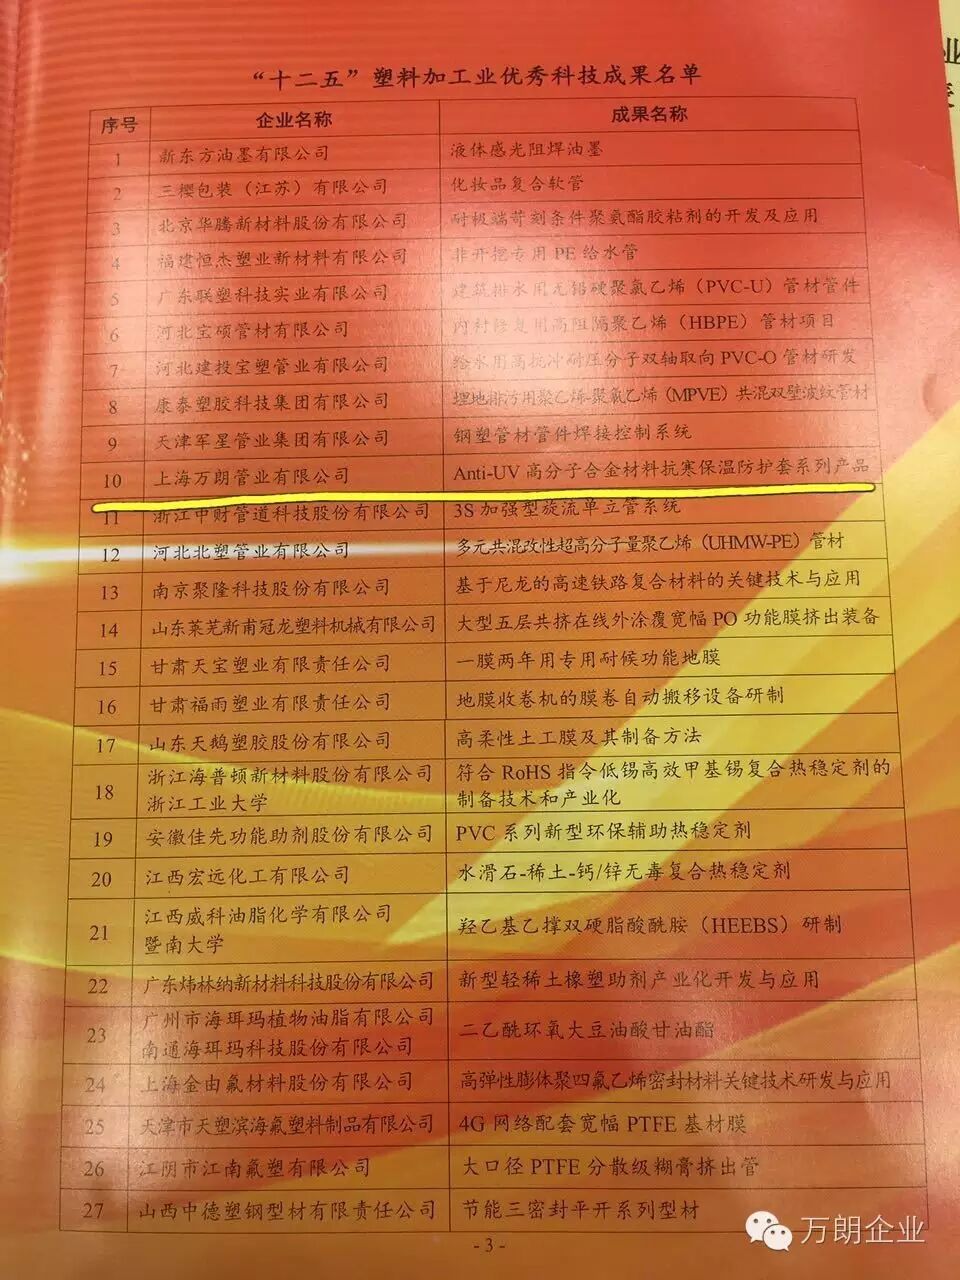 “十二五”塑料加工业优秀科技成果名单
序号 企业名称 成果名称
1 新东方油墨有限公司 液体感光阻焊油墨
2 三樱包装（江苏）有限公司 化妆品复合软管
3 北京华腾新材料股份有限公司 耐极端苛刻条件聚氨酯胶粘剂的开发及应用
4 福建恒杰塑业新材料有限公司 非开挖专用PE给水管
5 广东联塑科技实业有限公司 建筑排水用无铅硬聚氯乙烯（PVC-U）管材管件
6 河北宝硕管材有限公司 内衬修复用高阻隔聚乙烯（HBPE）管材项目
7 河北建投宝塑管业有限公司 给水用高抗冲耐压分子双轴取向PVC-O管材研发
8 康泰塑胶科技集团有限公司 埋地排污用聚乙烯-聚氯乙烯（MPVE）共混双壁波纹管材
9 天津军星管业集团有限公司 钢塑管材管件焊接控制系统
10 上海万朗管业有限公司 Anti-UV高分子合金材料抗寒保温防护套系列产品
11 浙江中财管道科技股份有限公司 3S加强型旋流单立管系统
12 河北北塑管业有限公司 多元共混改性超高分子量聚乙烯（UHMW-PE）管材
13 南京聚隆科技股份有限公司 基于尼龙的高速铁路复合材料的关键技术与应用
14 山东莱芜新甫冠龙塑料机械有限公司 大型五层共挤在线外涂覆宽幅PO功能膜挤出装备
15 甘肃天宝塑业有限责任公司 一膜两年用专用耐候功能地膜
16 甘肃福雨塑业有限责任公司 地膜收卷机的膜卷自动搬移设备研制
17 山东天鹅塑胶股份有限公司 高柔性土工膜及其制备方法
18 浙江海普顿新材料股份有限公司 符合RoHS指令低锡高效甲基锡复合热稳定剂的
浙江工业大学 制备技术和产业化
19 安徽佳先功能助剂股份有限公司 PVC系列新型环保辅助热稳定剂
20 江西宏远化工有限公司 水滑石-稀土-钙/锌无毒复合热稳定剂
21 江西威科油脂化学有限公司 羟乙基乙撑双硬脂酸酰胺（HEEBS）研制
暨南大学
22 广东炜林纳新材料科技股份有限公司 新型轻稀土橡塑助剂产业化开发与应用
23 广州市海珥玛植物油脂有限公司 二乙酰环氧大豆油酸甘油酯
南通海珥玛科技股份有限公司
24 上海金由氟材料股份有限公司 高弹性膨体聚四氟乙烯密封材料关键技术研发与应用
25 天津市天塑滨海氟塑料制品有限公司 4G网络配套宽幅PTFE基材膜
26 江阴市江南氟塑有限公司 大口径PTFE分散级糊膏挤出管
27 山西中德塑钢型材有限责任公司 节能三密封平开系列型材
- 3 -
万朗企业